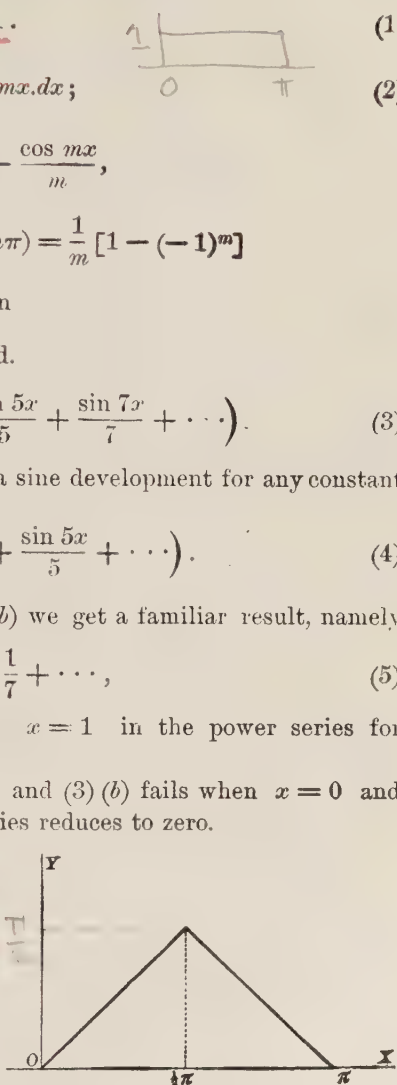 1 (1
0 π
mx.dx; (2)
− cos mx / m,
π) = 1/m [1 − (−1)^m]
n
d.
5x / 5 + sin 7x / 7 + ···). (3)
a sine development for any constant
+ sin 5x / 5 + ···). (4)
b) we get a familiar result, namely
1/7 + ···, (5)
x = 1 in the power series for
and (3) (b) fails when x = 0 and
ies reduces to zero.
Y
O ½π π X